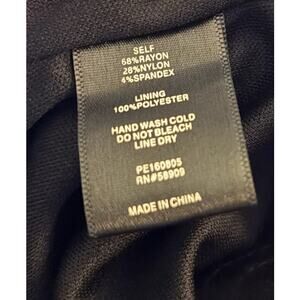 SELF
68%RAYON
28%NYLON
4%SPANDEX
LINING
100%POLYESTER
HAND WASH COLD
DO NOT BLEACH
LINE DRY
PE160805
RN#58909
MADE IN CHINA